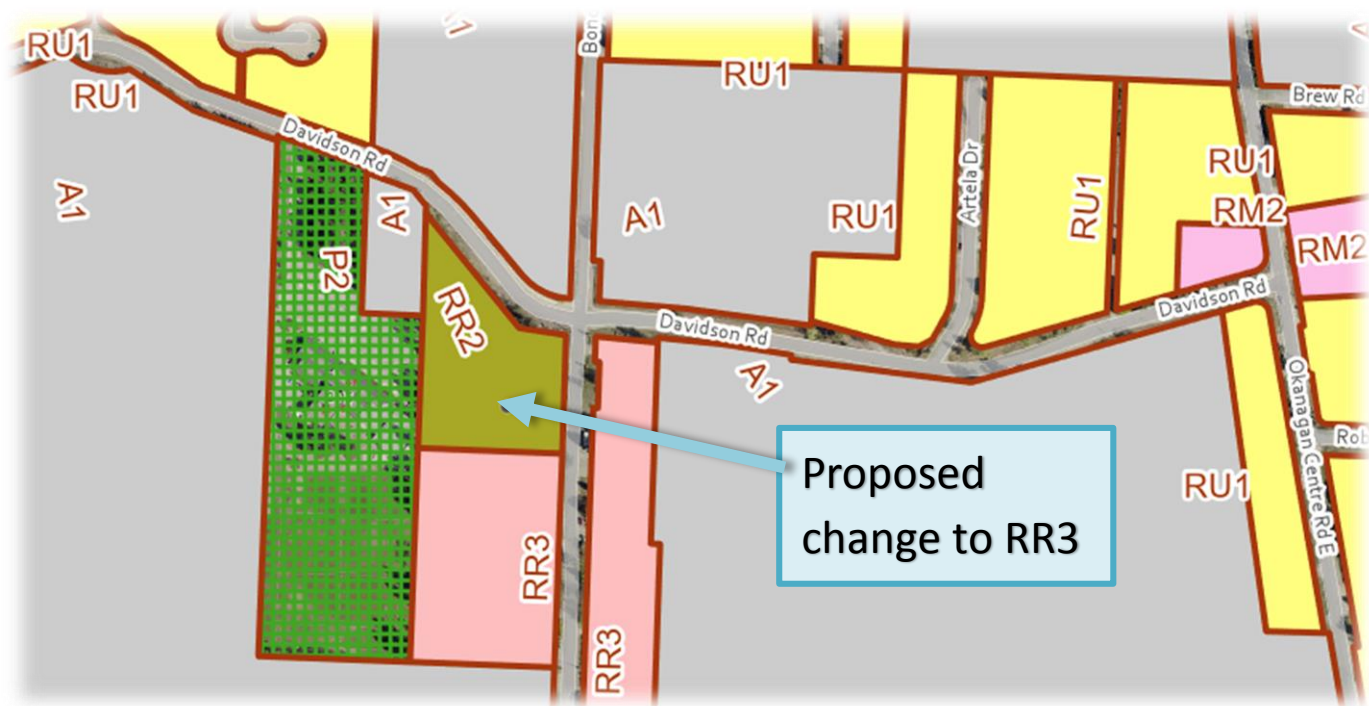 RU1
RU1
A1
Davidson Rd
A1
P2
RR2
RR3
RR3
RU1
A1
RU1
Artela Dr
RU1
Brew Rd
RU1
RM2
RM2
Davidson Rd
Davidson Rd
A1
Okanagan Centre Rd E
RU1
Proposed
change to RR3